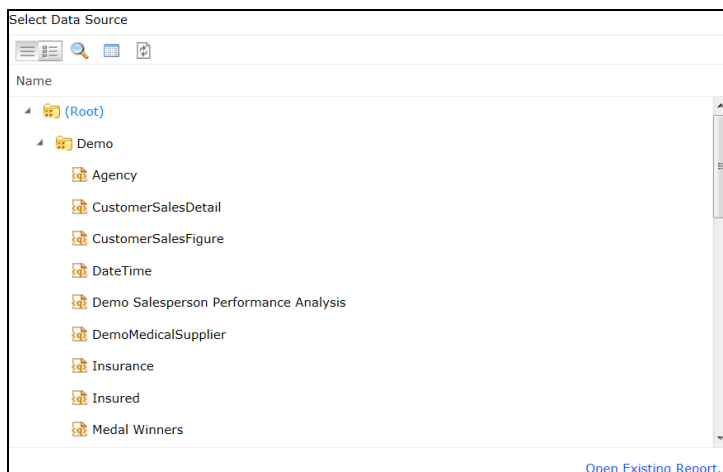 Select Data Source
Name
(Root)
Demo
Agency
CustomerSalesDetail
CustomerSalesFigure
DateTime
Demo Salesperson Performance Analysis
DemoMedicalSupplier
Insurance
Insured
Medal Winners
Open Existing Report.